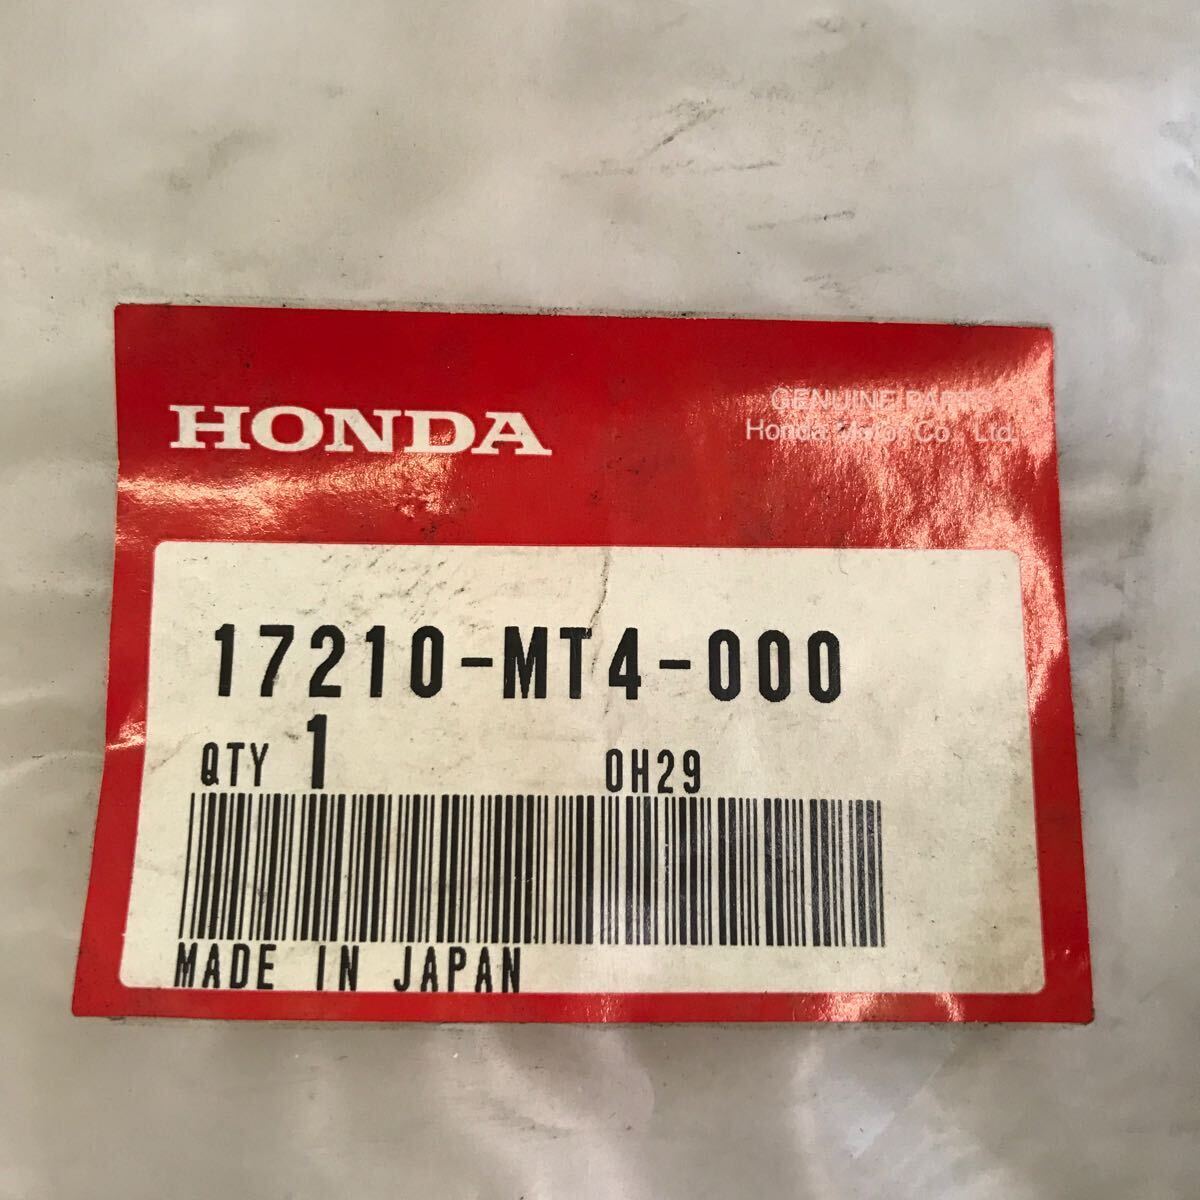 HONDA
GENUINE PARTS
Honda Motor Co., Ltd.
17210-MT4-000
QTY 1 0H29
MADE IN JAPAN